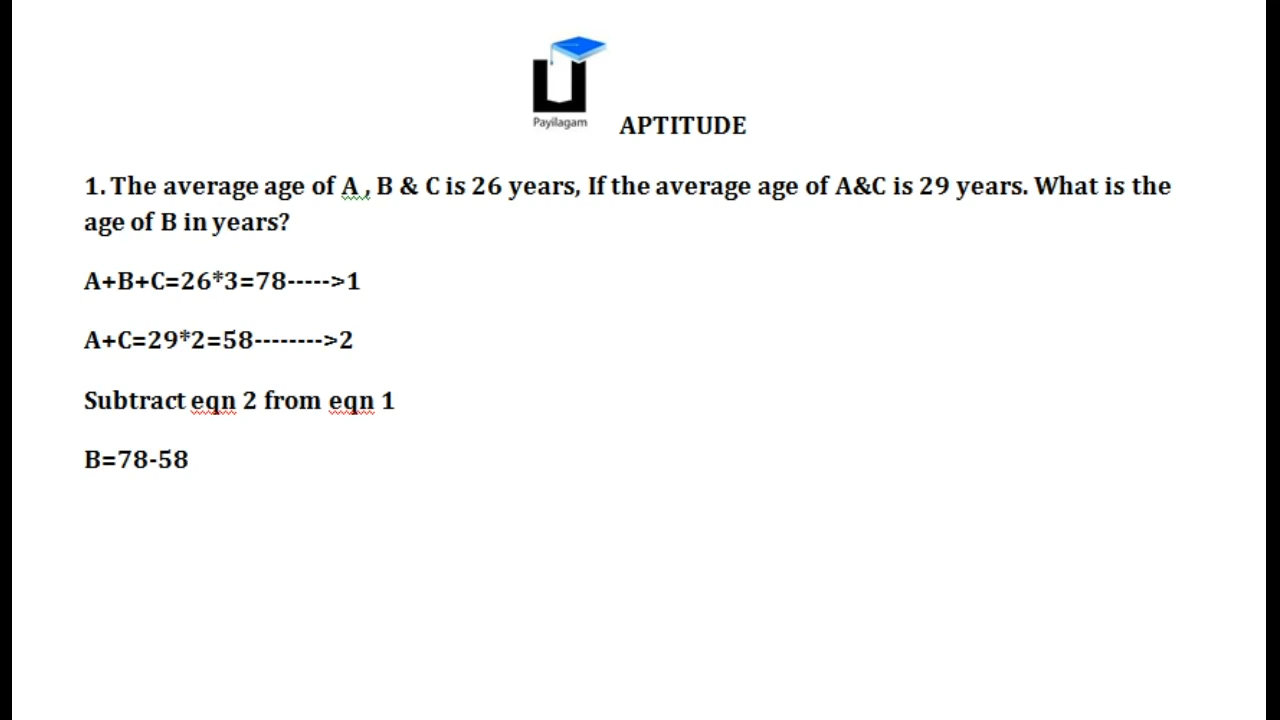 Payilagam
APTITUDE
1. The average age of A , B & C is 26 years, If the average age of A&C is 29 years. What is the
age of B in years?
A+B+C=26*3=78----->1
A+C=29*2=58-------->2
Subtract eqn 2 from eqn 1
B=78-58